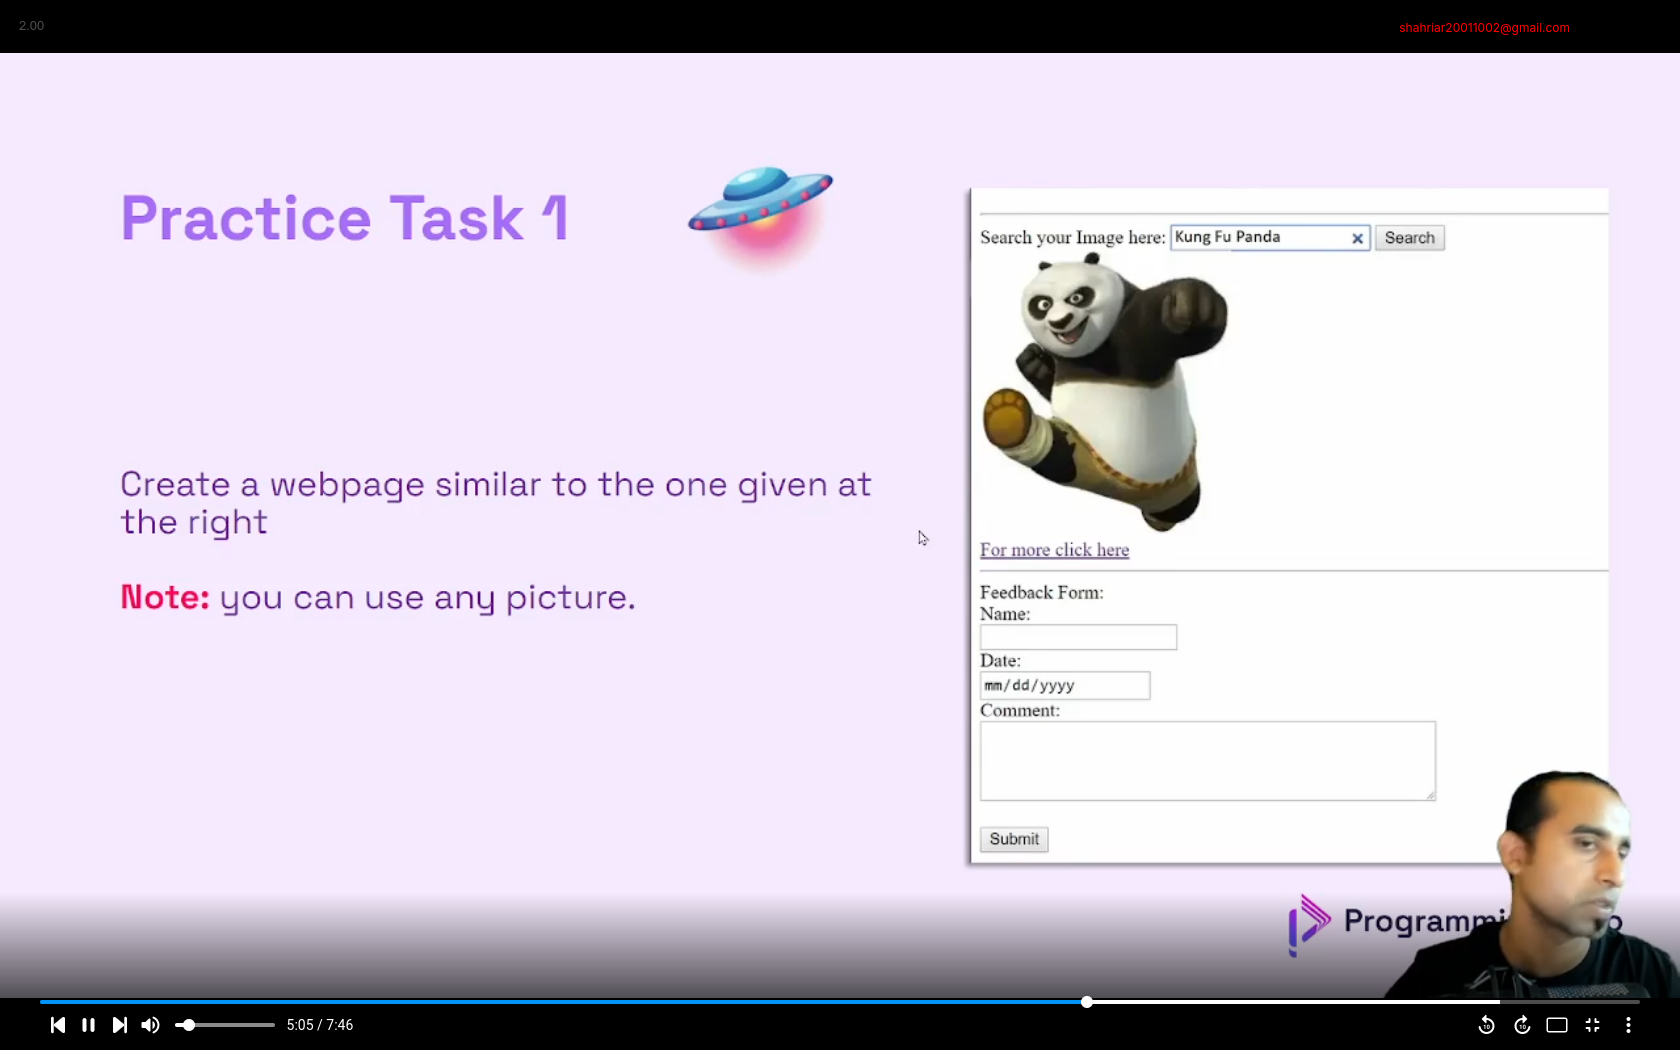 2.00
shahriar20011002@gmail.com
Practice Task 1
Create a webpage similar to the one given at
the right
Note: you can use any picture.
Search your Image here: Kung Fu Panda Search
For more click here
Feedback Form:
Name:
Date:
mm/dd/yyyy
Comment:
Submit
5:05 / 7:46
10 10